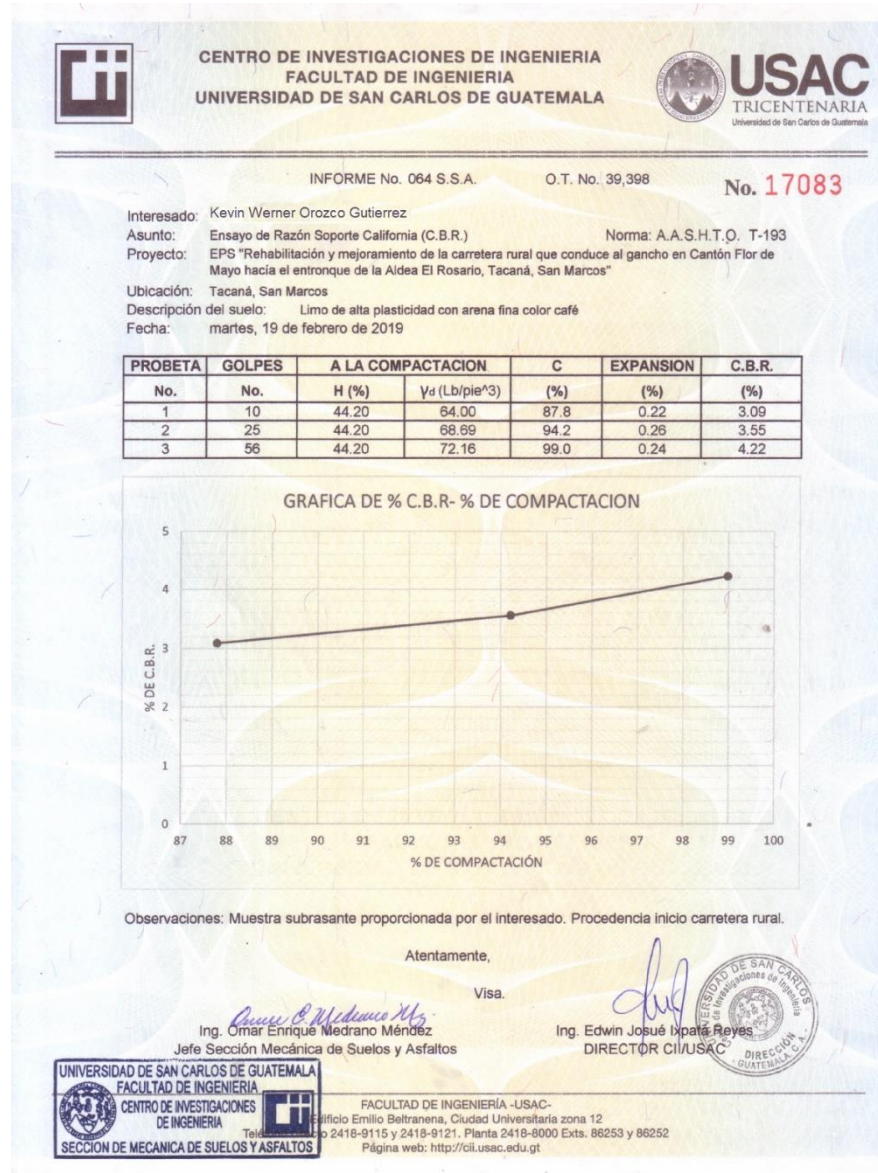 CENTRO DE INVESTIGACIONES DE INGENIERIA
FACULTAD DE INGENIERIA
UNIVERSIDAD DE SAN CARLOS DE GUATEMALA
USAC
TRICENTENARIA
Universidad de San Carlos de Guatemala
INFORME No. 064 S.S.A. O.T. No. 39,398 No. 17083
Interesado: Kevin Werner Orozco Gutierrez
Asunto: Ensayo de Razón Soporte California (C.B.R.) Norma: A.A.S.H.T.O. T-193
Proyecto: EPS "Rehabilitación y mejoramiento de la carretera rural que conduce al gancho en Cantón Flor de
Mayo hacía el entronque de la Aldea El Rosario, Tacaná, San Marcos"
Ubicación: Tacaná, San Marcos
Descripción del suelo: Limo de alta plasticidad con arena fina color café
Fecha: martes, 19 de febrero de 2019
PROBETA GOLPES A LA COMPACTACION C EXPANSION C.B.R.
No. No. H (%) γd (Lb/pie^3) (%) (%) (%)
1 10 44.20 64.00 87.8 0.22 3.09
2 25 44.20 68.69 94.2 0.26 3.55
3 56 44.20 72.16 99.0 0.24 4.22
GRAFICA DE % C.B.R- % DE COMPACTACION
5
4
3
2
1
0
% DE C.B.R.
87 88 89 90 91 92 93 94 95 96 97 98 99 100
% DE COMPACTACIÓN
Observaciones: Muestra subrasante proporcionada por el interesado. Procedencia inicio carretera rural.
Atentamente,
Visa.
Ing. Omar Enrique Medrano Méndez Ing. Edwin Josué Ixpatá Reyes
Jefe Sección Mecánica de Suelos y Asfaltos DIRECTOR CII/USAC
UNIVERSIDAD DE SAN CARLOS DE GUATEMALA
FACULTAD DE INGENIERIA
CENTRO DE INVESTIGACIONES
DE INGENIERIA
SECCION DE MECANICA DE SUELOS Y ASFALTOS
DIRECCIÓN
FACULTAD DE INGENIERÍA -USAC-
Edificio Emilio Beltranena, Ciudad Universitaria zona 12
2418-9115 y 2418-9121. Planta 2418-8000 Exts. 86253 y 86252
Página web: http://cii.usac.edu.gt